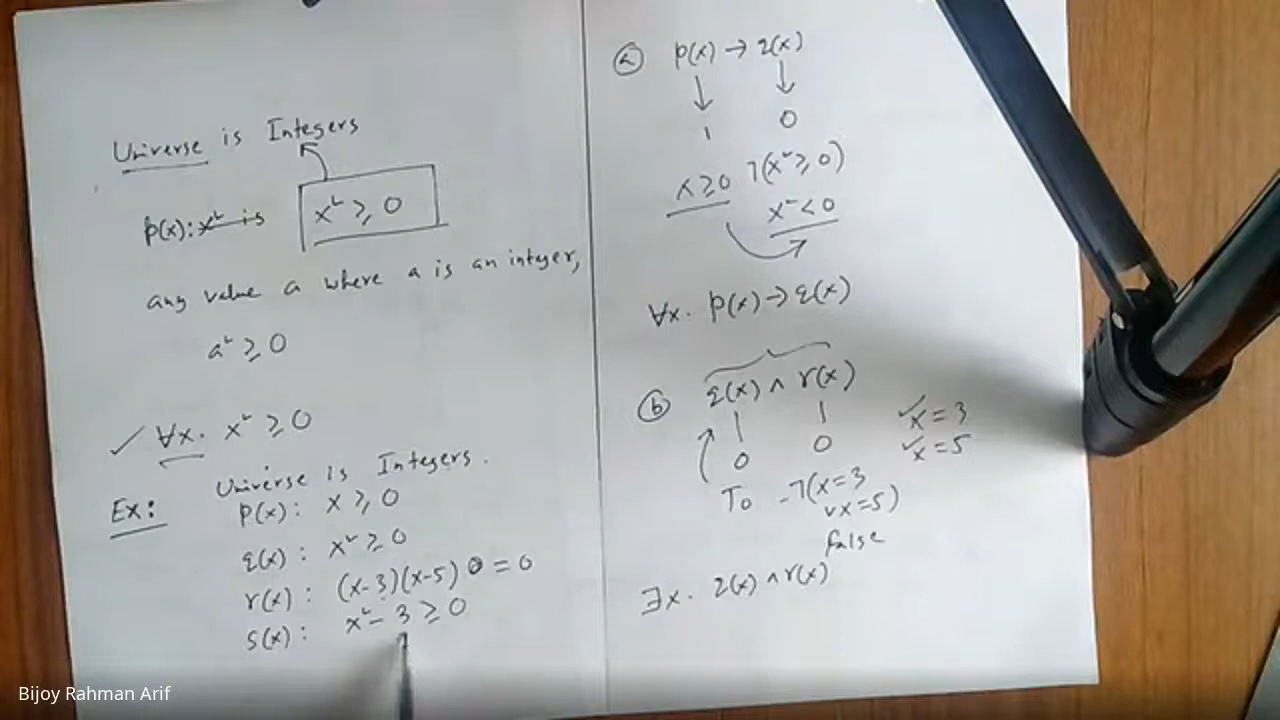 Universe is Integers
p(x): x² is x² ≥ 0
any value a where a is an integer,
a² ≥ 0
✓ ∀x. x² ≥ 0
Ex: Universe is Integers.
p(x): x ≥ 0
q(x): x² ≥ 0
r(x): (x-3)(x-5) = 0
s(x): x² - 3 ≥ 0
ⓐ p(x) → q(x)
↓ ↓
1 0
x ≥ 0 ¬(x² ≥ 0)
x² < 0
∀x. p(x) → q(x)
ⓑ q(x) ∧ r(x)
0 0
✓ x = 3
✓ x = 5
To ¬(x = 3
∨ x = 5)
false
∃x. q(x) ∧ r(x)
Bijoy Rahman Arif